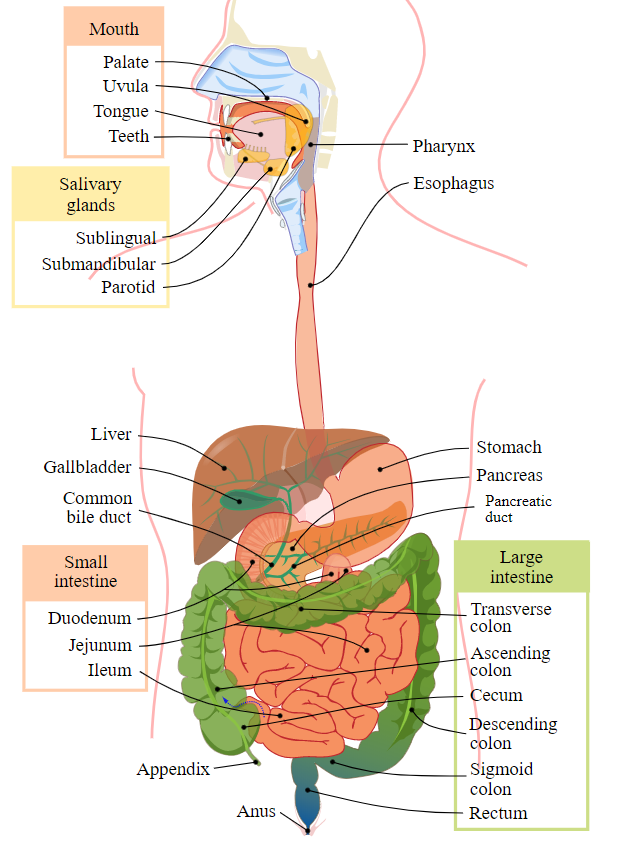 Mouth
Palate
Uvula
Tongue
Teeth
Salivary
glands
Sublingual
Submandibular
Parotid
Pharynx
Esophagus
Liver
Gallbladder
Common
bile duct
Stomach
Pancreas
Pancreatic
duct
Small
intestine
Duodenum
Jejunum
Ileum
Large
intestine
Transverse
colon
Ascending
colon
Cecum
Descending
colon
Sigmoid
colon
Rectum
Appendix
Anus